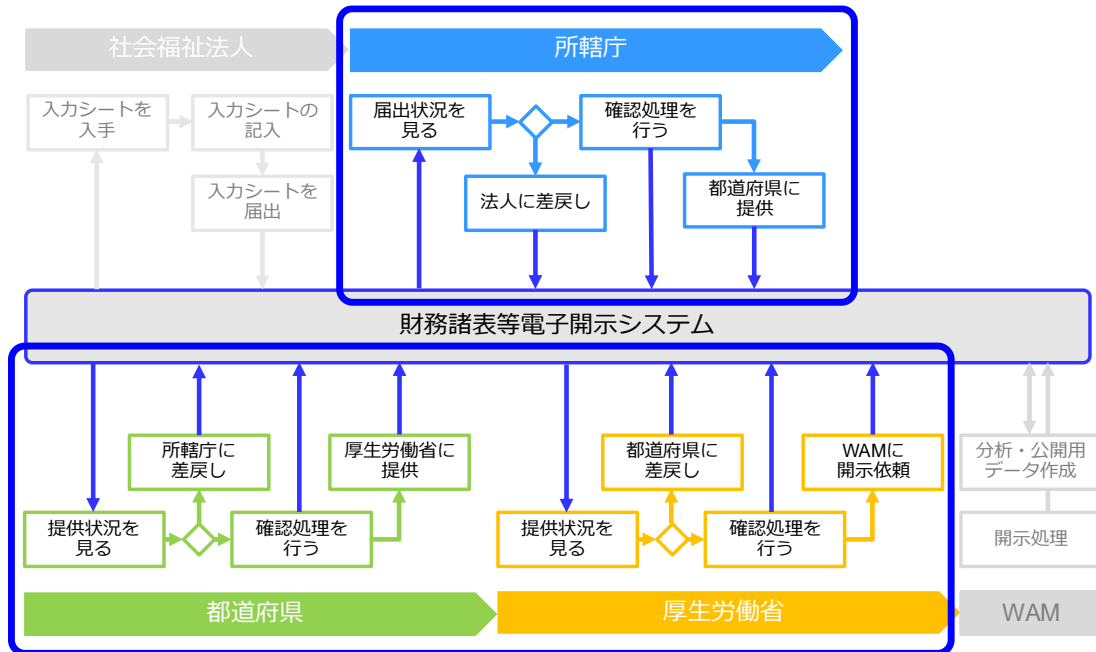 社会福祉法人
所轄庁
入力シートを
入手
入力シートの
記入
入力シートを
届出
届出状況を
見る
確認処理を
行う
法人に差戻し
都道府県に
提供
財務諸表等電子開示システム
所轄庁に
差戻し
厚生労働省に
提供
提供状況を
見る
確認処理を
行う
都道府県に
差戻し
WAMに
開示依頼
提供状況を
見る
確認処理を
行う
分析・公開用
データ作成
開示処理
都道府県
厚生労働省
WAM